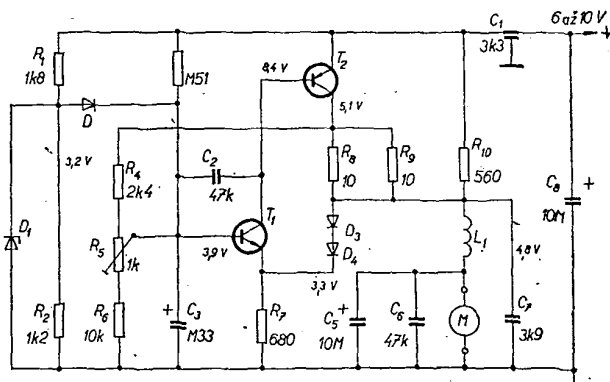 C1
3k3
6 až 10 V
+
R1
1k8
M51
T2
8,4 V
5,1 V
D
3,2 V
R4
2k4
C2
47k
R8
10
R9
10
R10
560
C8
10M
+
D1
R5
1k
T1
3,9 V
D3
D4
L1
4,8 V
3,3 V
R2
1k2
R6
10k
+
C3
M33
R7
680
C5
+
10M
C6
47k
M
C7
3k9